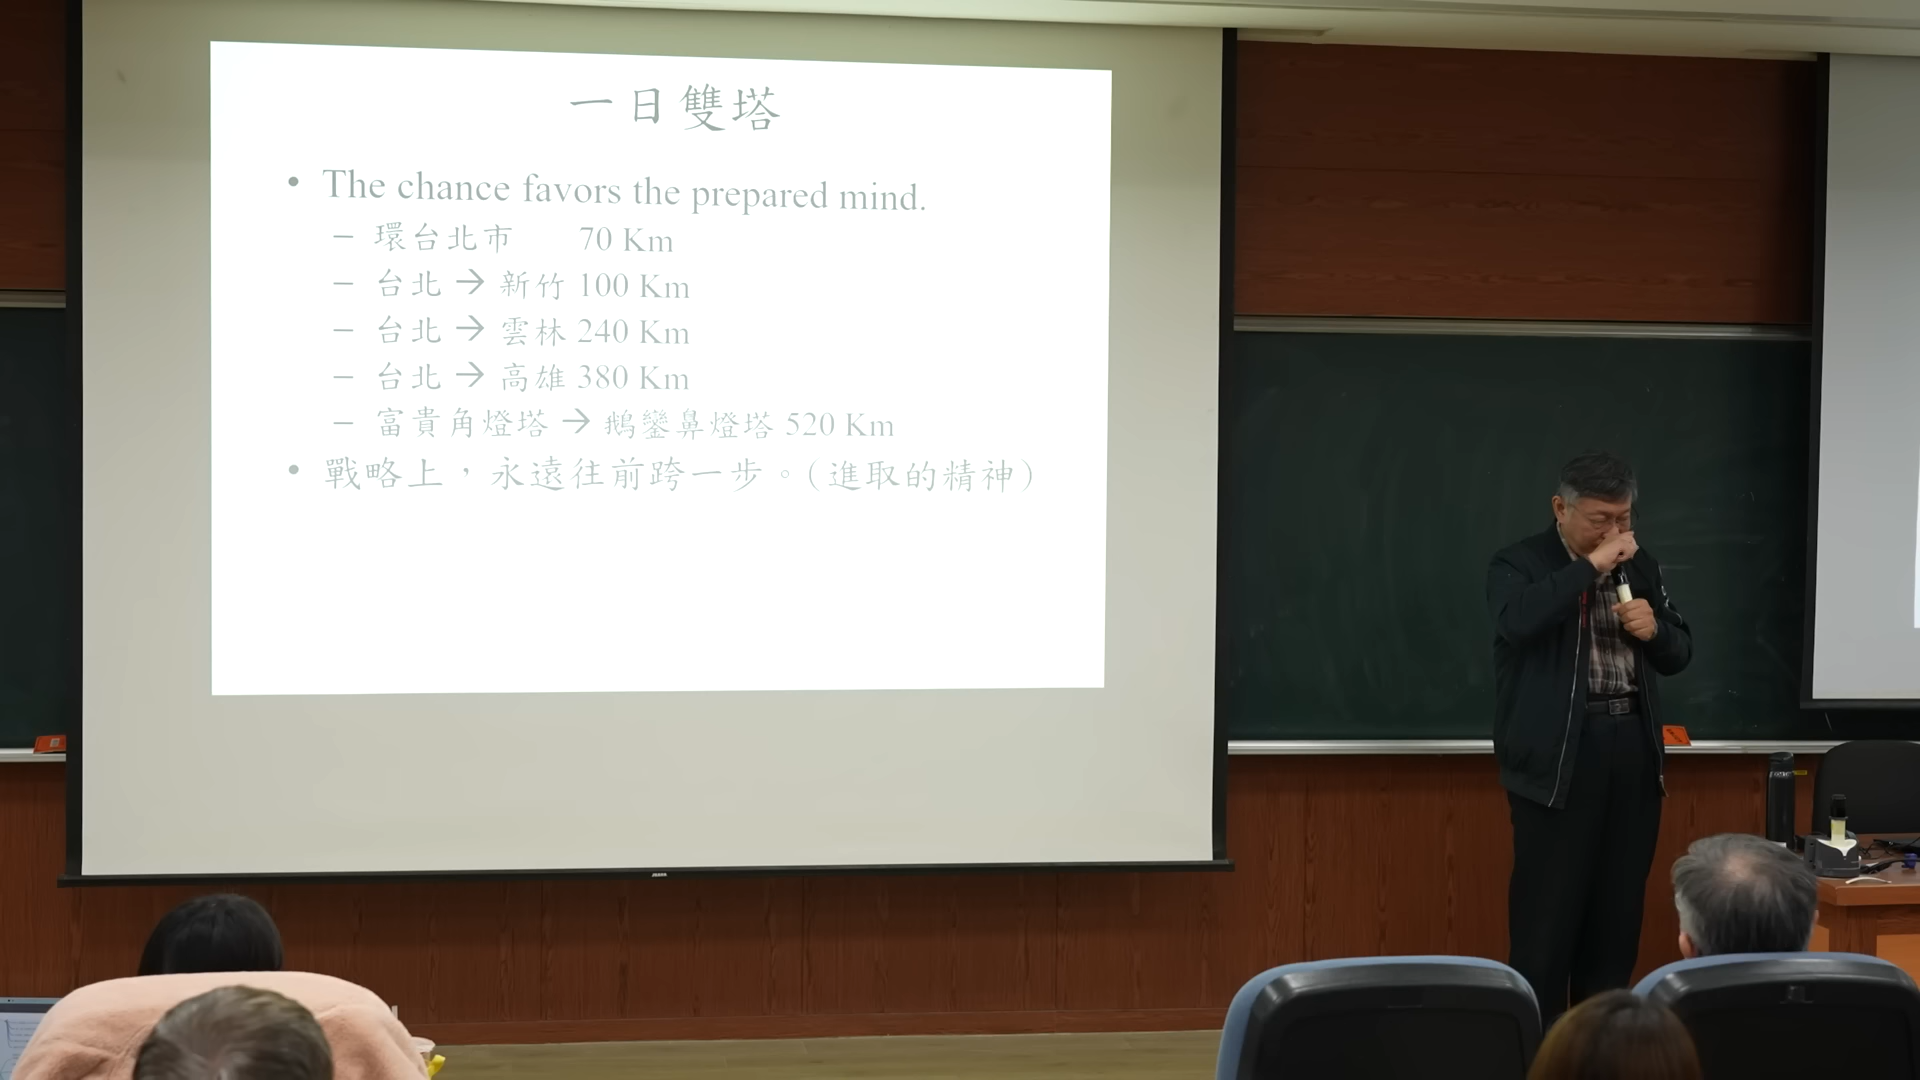 一日雙塔
• The chance favors the prepared mind.
– 環台北市 70 Km
– 台北 → 新竹 100 Km
– 台北 → 雲林 240 Km
– 台北 → 高雄 380 Km
– 富貴角燈塔 → 鵝鑾鼻燈塔 520 Km
• 戰略上，永遠往前跨一步。(進取的精神)